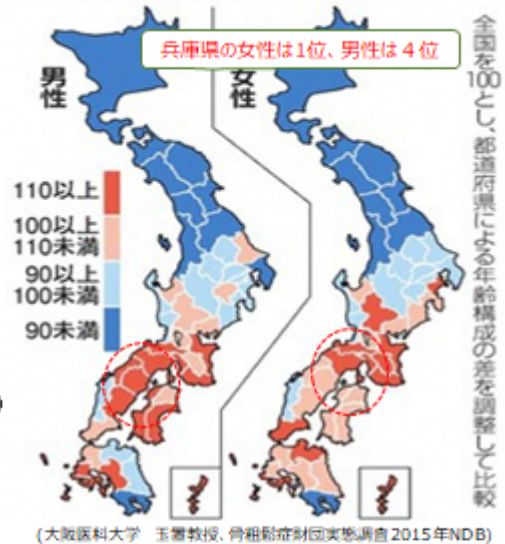 兵庫県の女性は1位、男性は４位
男性
女性
全国を100とし、都道府県による年齢構成の差を調整して比較
110以上
100以上
110未満
90以上
100未満
90未満
(大阪医科大学　玉置教授、骨粗鬆症財団実態調査2015年NDB)